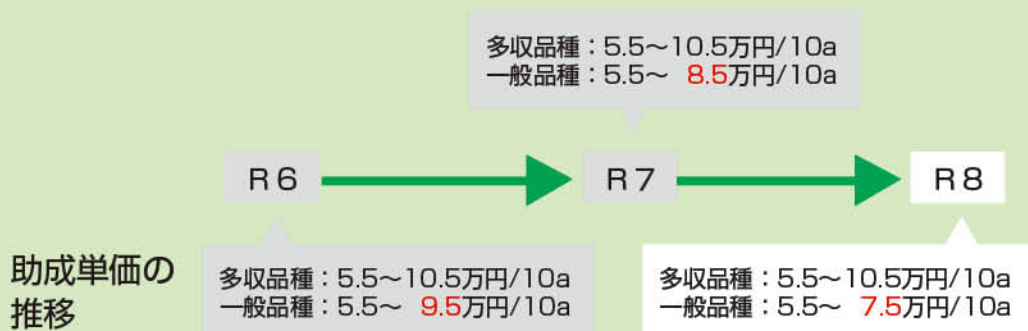 多収品種：5.5～10.5万円/10a
一般品種：5.5～ 8.5万円/10a
R6
R7
R8
助成単価の
推移
多収品種：5.5～10.5万円/10a
一般品種：5.5～ 9.5万円/10a
多収品種：5.5～10.5万円/10a
一般品種：5.5～ 7.5万円/10a